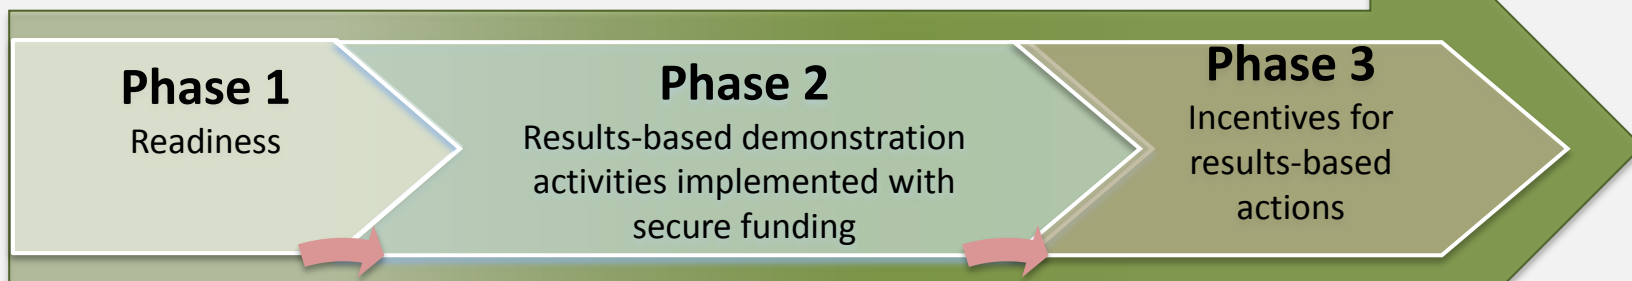 Phase 1
Readiness
Phase 2
Results-based demonstration
activities implemented with
secure funding
Phase 3
Incentives for
results-based
actions